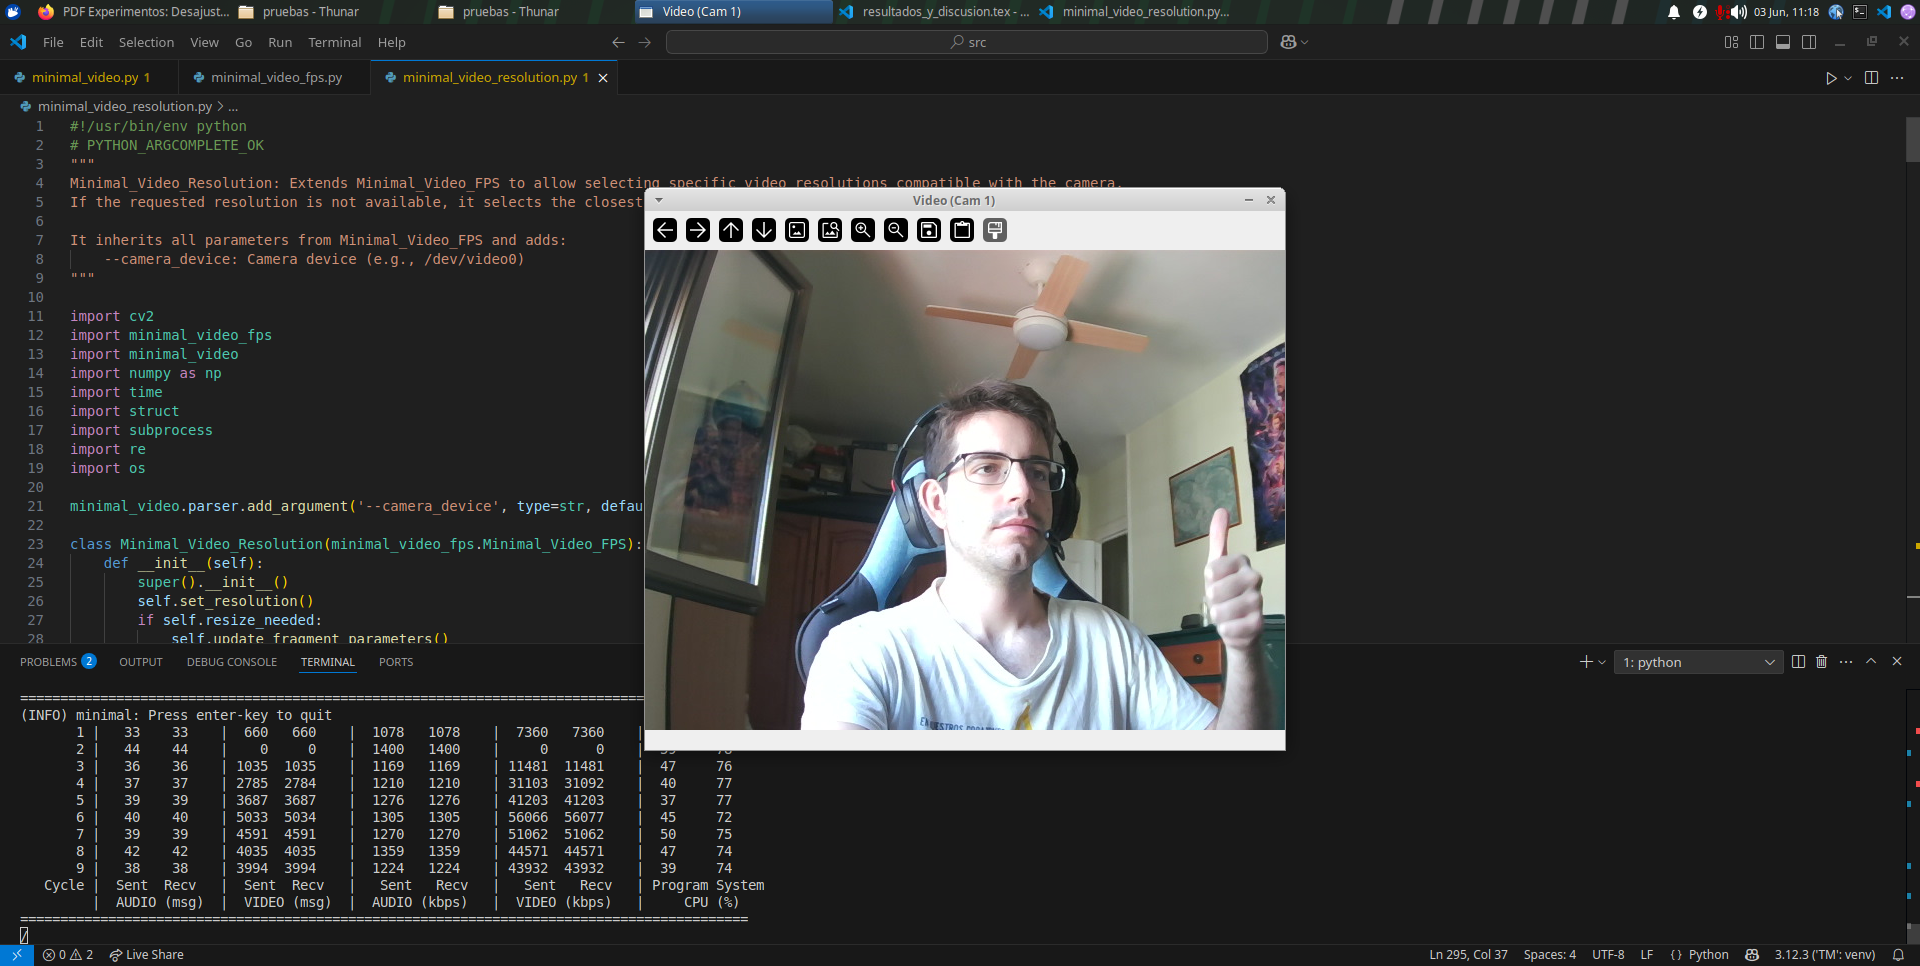 PDF Experimentos: Desajust... pruebas - Thunar pruebas - Thunar Video (Cam 1) resultados_y_discusion.tex - ... minimal_video_resolution.py... 03 Jun, 11:18
File Edit Selection View Go Run Terminal Help src
minimal_video.py 1 minimal_video_fps.py minimal_video_resolution.py 1
minimal_video_resolution.py > ...
1 #!/usr/bin/env python
2 # PYTHON_ARGCOMPLETE_OK
3 """
4 Minimal_Video_Resolution: Extends Minimal_Video_FPS to allow selecting specific video resolutions compatible with the camera.
5 If the requested resolution is not available, it selects the closest
6
7 It inherits all parameters from Minimal_Video_FPS and adds:
8 --camera_device: Camera device (e.g., /dev/video0)
9 """
10
11 import cv2
12 import minimal_video_fps
13 import minimal_video
14 import numpy as np
15 import time
16 import struct
17 import subprocess
18 import re
19 import os
20
21 minimal_video.parser.add_argument('--camera_device', type=str, defau
22
23 class Minimal_Video_Resolution(minimal_video_fps.Minimal_Video_FPS):
24 def __init__(self):
25 super().__init__()
26 self.set_resolution()
27 if self.resize_needed:
28 self.update_fragment_parameters()
Video (Cam 1)
PROBLEMS 2 OUTPUT DEBUG CONSOLE TERMINAL PORTS 1: python
(INFO) minimal: Press enter-key to quit
1 | 33 33 | 660 660 | 1078 1078 | 7360 7360 |
2 | 44 44 | 0 0 | 1400 1400 | 0 0 |
3 | 36 36 | 1035 1035 | 1169 1169 | 11481 11481 | 47 76
4 | 37 37 | 2785 2784 | 1210 1210 | 31103 31092 | 40 77
5 | 39 39 | 3687 3687 | 1276 1276 | 41203 41203 | 37 77
6 | 40 40 | 5033 5034 | 1305 1305 | 56066 56077 | 45 72
7 | 39 39 | 4591 4591 | 1270 1270 | 51062 51062 | 50 75
8 | 42 42 | 4035 4035 | 1359 1359 | 44571 44571 | 47 74
9 | 38 38 | 3994 3994 | 1224 1224 | 43932 43932 | 39 74
Cycle | Sent Recv | Sent Recv | Sent Recv | Sent Recv | Program System
| AUDIO (msg) | VIDEO (msg) | AUDIO (kbps) | VIDEO (kbps) | CPU (%)
0 2 Live Share Ln 295, Col 37 Spaces: 4 UTF-8 LF {} Python 3.12.3 ('TM': venv)